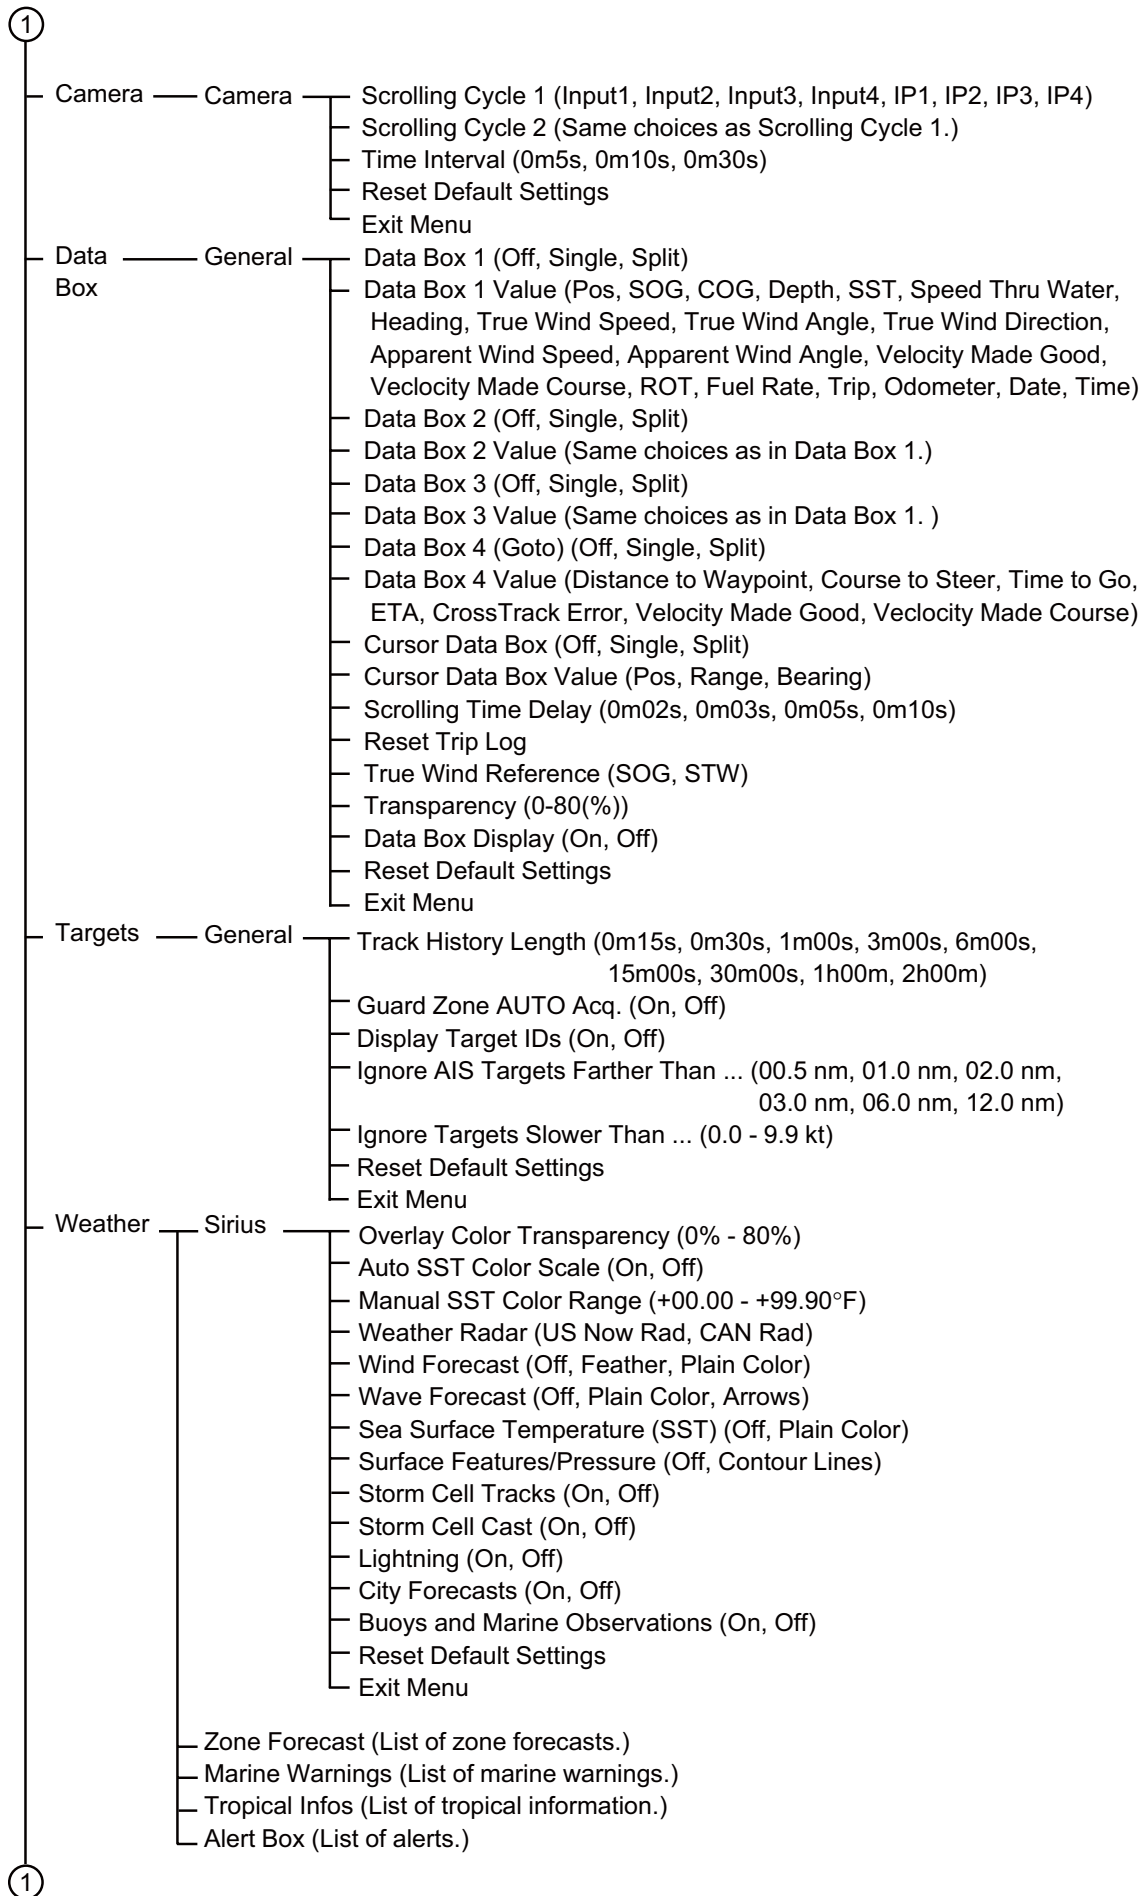 1
Camera Camera Scrolling Cycle 1 (Input1, Input2, Input3, Input4, IP1, IP2, IP3, IP4)
Scrolling Cycle 2 (Same choices as Scrolling Cycle 1.)
Time Interval (0m5s, 0m10s, 0m30s)
Reset Default Settings
Exit Menu
Data General Data Box 1 (Off, Single, Split)
Box Data Box 1 Value (Pos, SOG, COG, Depth, SST, Speed Thru Water,
Heading, True Wind Speed, True Wind Angle, True Wind Direction,
Apparent Wind Speed, Apparent Wind Angle, Velocity Made Good,
Veclocity Made Course, ROT, Fuel Rate, Trip, Odometer, Date, Time)
Data Box 2 (Off, Single, Split)
Data Box 2 Value (Same choices as in Data Box 1.)
Data Box 3 (Off, Single, Split)
Data Box 3 Value (Same choices as in Data Box 1. )
Data Box 4 (Goto) (Off, Single, Split)
Data Box 4 Value (Distance to Waypoint, Course to Steer, Time to Go,
ETA, CrossTrack Error, Velocity Made Good, Veclocity Made Course)
Cursor Data Box (Off, Single, Split)
Cursor Data Box Value (Pos, Range, Bearing)
Scrolling Time Delay (0m02s, 0m03s, 0m05s, 0m10s)
Reset Trip Log
True Wind Reference (SOG, STW)
Transparency (0-80(%))
Data Box Display (On, Off)
Reset Default Settings
Exit Menu
Targets General Track History Length (0m15s, 0m30s, 1m00s, 3m00s, 6m00s,
15m00s, 30m00s, 1h00m, 2h00m)
Guard Zone AUTO Acq. (On, Off)
Display Target IDs (On, Off)
Ignore AIS Targets Farther Than ... (00.5 nm, 01.0 nm, 02.0 nm,
03.0 nm, 06.0 nm, 12.0 nm)
Ignore Targets Slower Than ... (0.0 - 9.9 kt)
Reset Default Settings
Exit Menu
Weather Sirius Overlay Color Transparency (0% - 80%)
Auto SST Color Scale (On, Off)
Manual SST Color Range (+00.00 - +99.90°F)
Weather Radar (US Now Rad, CAN Rad)
Wind Forecast (Off, Feather, Plain Color)
Wave Forecast (Off, Plain Color, Arrows)
Sea Surface Temperature (SST) (Off, Plain Color)
Surface Features/Pressure (Off, Contour Lines)
Storm Cell Tracks (On, Off)
Storm Cell Cast (On, Off)
Lightning (On, Off)
City Forecasts (On, Off)
Buoys and Marine Observations (On, Off)
Reset Default Settings
Exit Menu
Zone Forecast (List of zone forecasts.)
Marine Warnings (List of marine warnings.)
Tropical Infos (List of tropical information.)
Alert Box (List of alerts.)
1